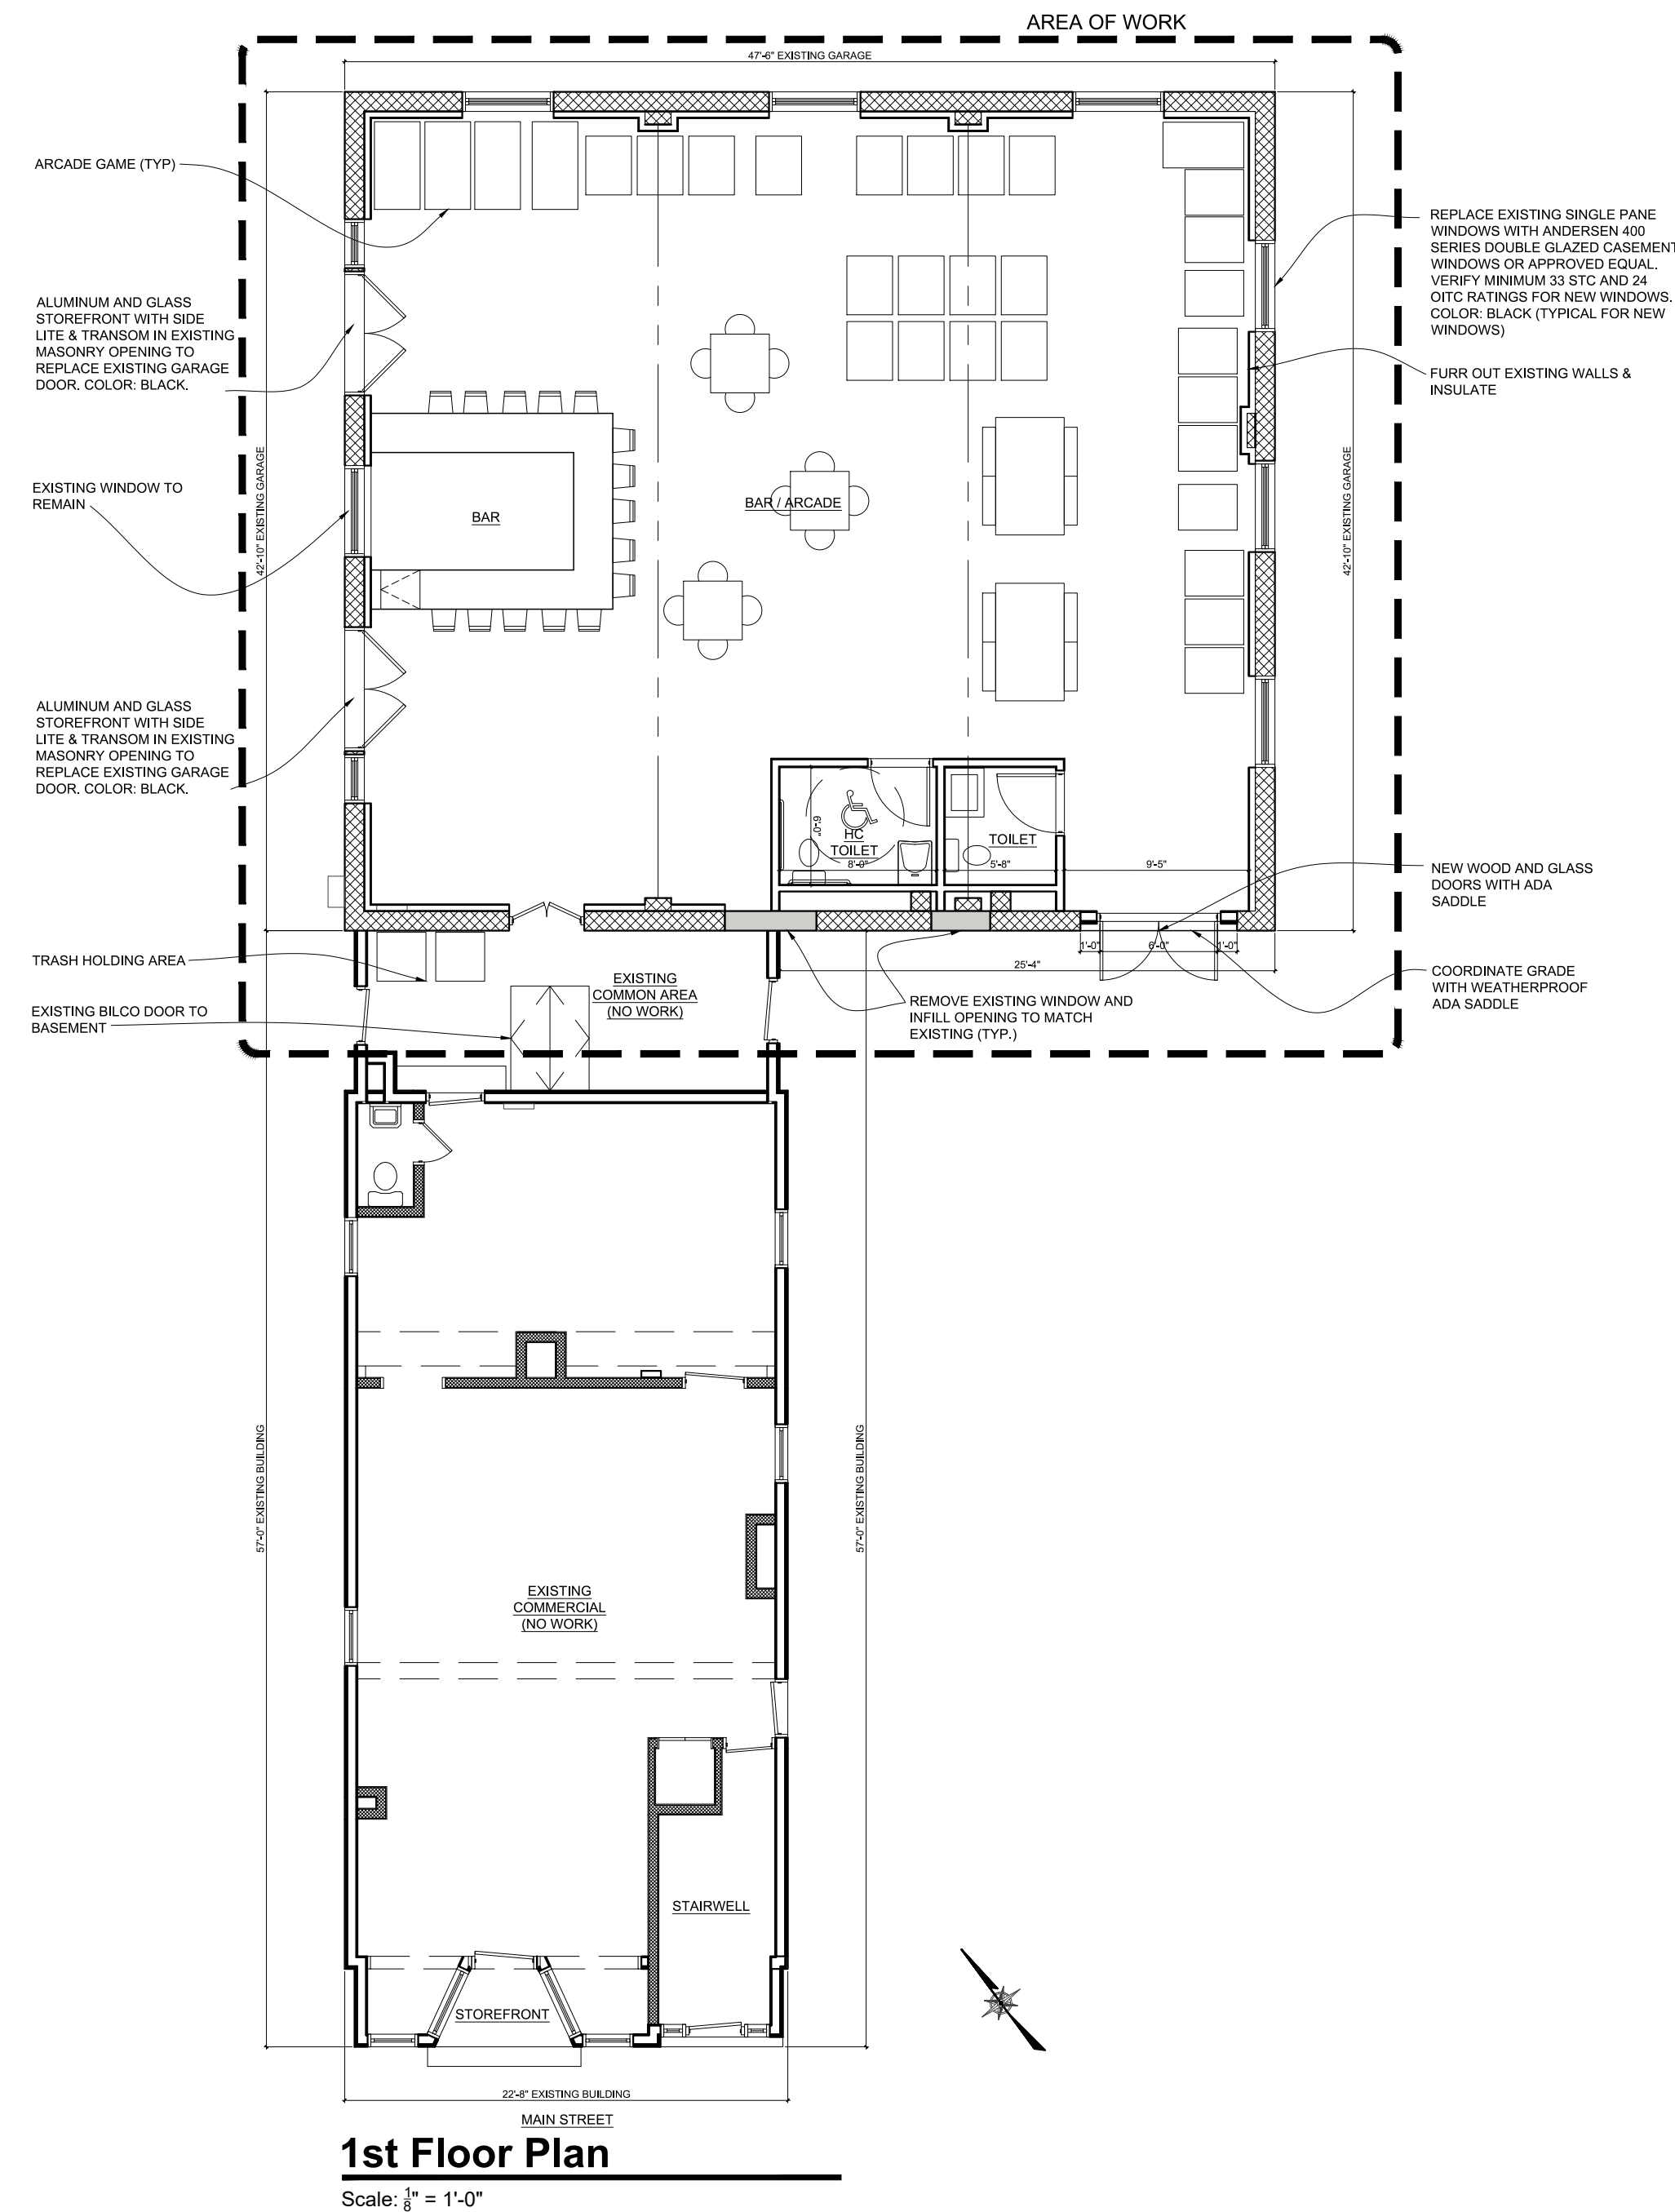 AREA OF WORK
47'-6" EXISTING GARAGE
ARCADE GAME (TYP)
REPLACE EXISTING SINGLE PANE
WINDOWS WITH ANDERSEN 400
SERIES DOUBLE GLAZED CASEMENT
WINDOWS OR APPROVED EQUAL.
VERIFY MINIMUM 33 STC AND 24
OITC RATINGS FOR NEW WINDOWS.
COLOR: BLACK (TYPICAL FOR NEW
WINDOWS)
ALUMINUM AND GLASS
STOREFRONT WITH SIDE
LITE & TRANSOM IN EXISTING
MASONRY OPENING TO
REPLACE EXISTING GARAGE
DOOR. COLOR: BLACK.
FURR OUT EXISTING WALLS &
INSULATE
42'-10" EXISTING GARAGE
42'-10" EXISTING GARAGE
EXISTING WINDOW TO
REMAIN
BAR
BAR / ARCADE
ALUMINUM AND GLASS
STOREFRONT WITH SIDE
LITE & TRANSOM IN EXISTING
MASONRY OPENING TO
REPLACE EXISTING GARAGE
DOOR. COLOR: BLACK.
6'-0"
HC
TOILET
8'-0"
TOILET
5'-8"
9'-5"
NEW WOOD AND GLASS
DOORS WITH ADA
SADDLE
1'-0"
6'-0"
1'-0"
25'-4"
TRASH HOLDING AREA
EXISTING
COMMON AREA
(NO WORK)
COORDINATE GRADE
WITH WEATHERPROOF
ADA SADDLE
EXISTING BILCO DOOR TO
BASEMENT
REMOVE EXISTING WINDOW AND
INFILL OPENING TO MATCH
EXISTING (TYP.)
57'-0" EXISTING BUILDING
57'-0" EXISTING BUILDING
EXISTING
COMMERCIAL
(NO WORK)
STAIRWELL
STOREFRONT
22'-8" EXISTING BUILDING
MAIN STREET
1st Floor Plan
Scale: 1/8" = 1'-0"